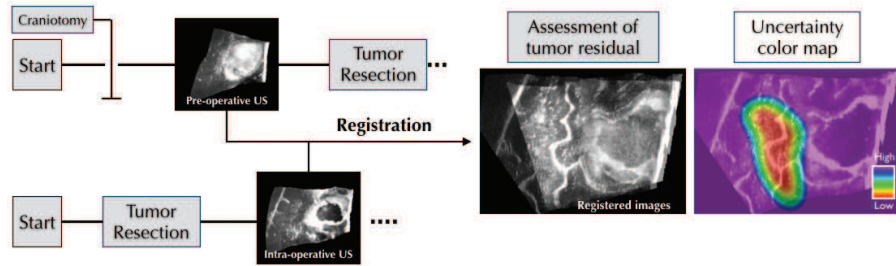 Craniotomy
Start
Pre-operative US
Tumor
Resection
...
Assessment of
tumor residual
Uncertainty
color map
Registration
Registered images
High
Low
Start
Tumor
Resection
Intra-operative US
....